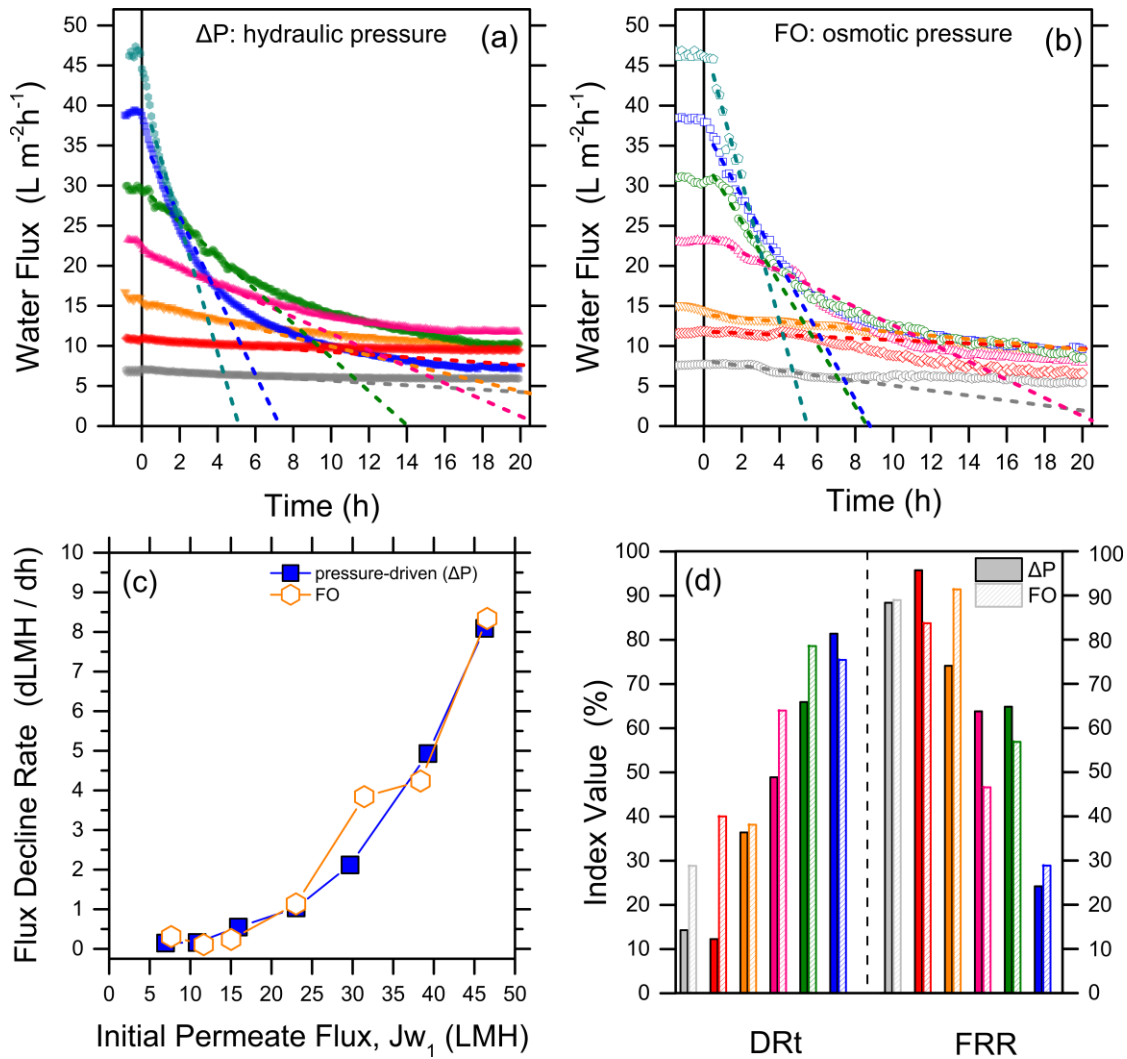 ΔP: hydraulic pressure
(a)
Water Flux (L m⁻²h⁻¹)
50
45
40
35
30
25
20
15
10
5
0
0 2 4 6 8 10 12 14 16 18 20
Time (h)
FO: osmotic pressure
(b)
Water Flux (L m⁻²h⁻¹)
50
45
40
35
30
25
20
15
10
5
0
0 2 4 6 8 10 12 14 16 18 20
Time (h)
(c)
pressure-driven (ΔP)
FO
Flux Decline Rate (dLMH / dh)
10
9
8
7
6
5
4
3
2
1
0
0 5 10 15 20 25 30 35 40 45 50
Initial Permeate Flux, Jw₁ (LMH)
(d)
ΔP
FO
Index Value (%)
100
90
80
70
60
50
40
30
20
10
0
100
90
80
70
60
50
40
30
20
10
0
DRt
FRR